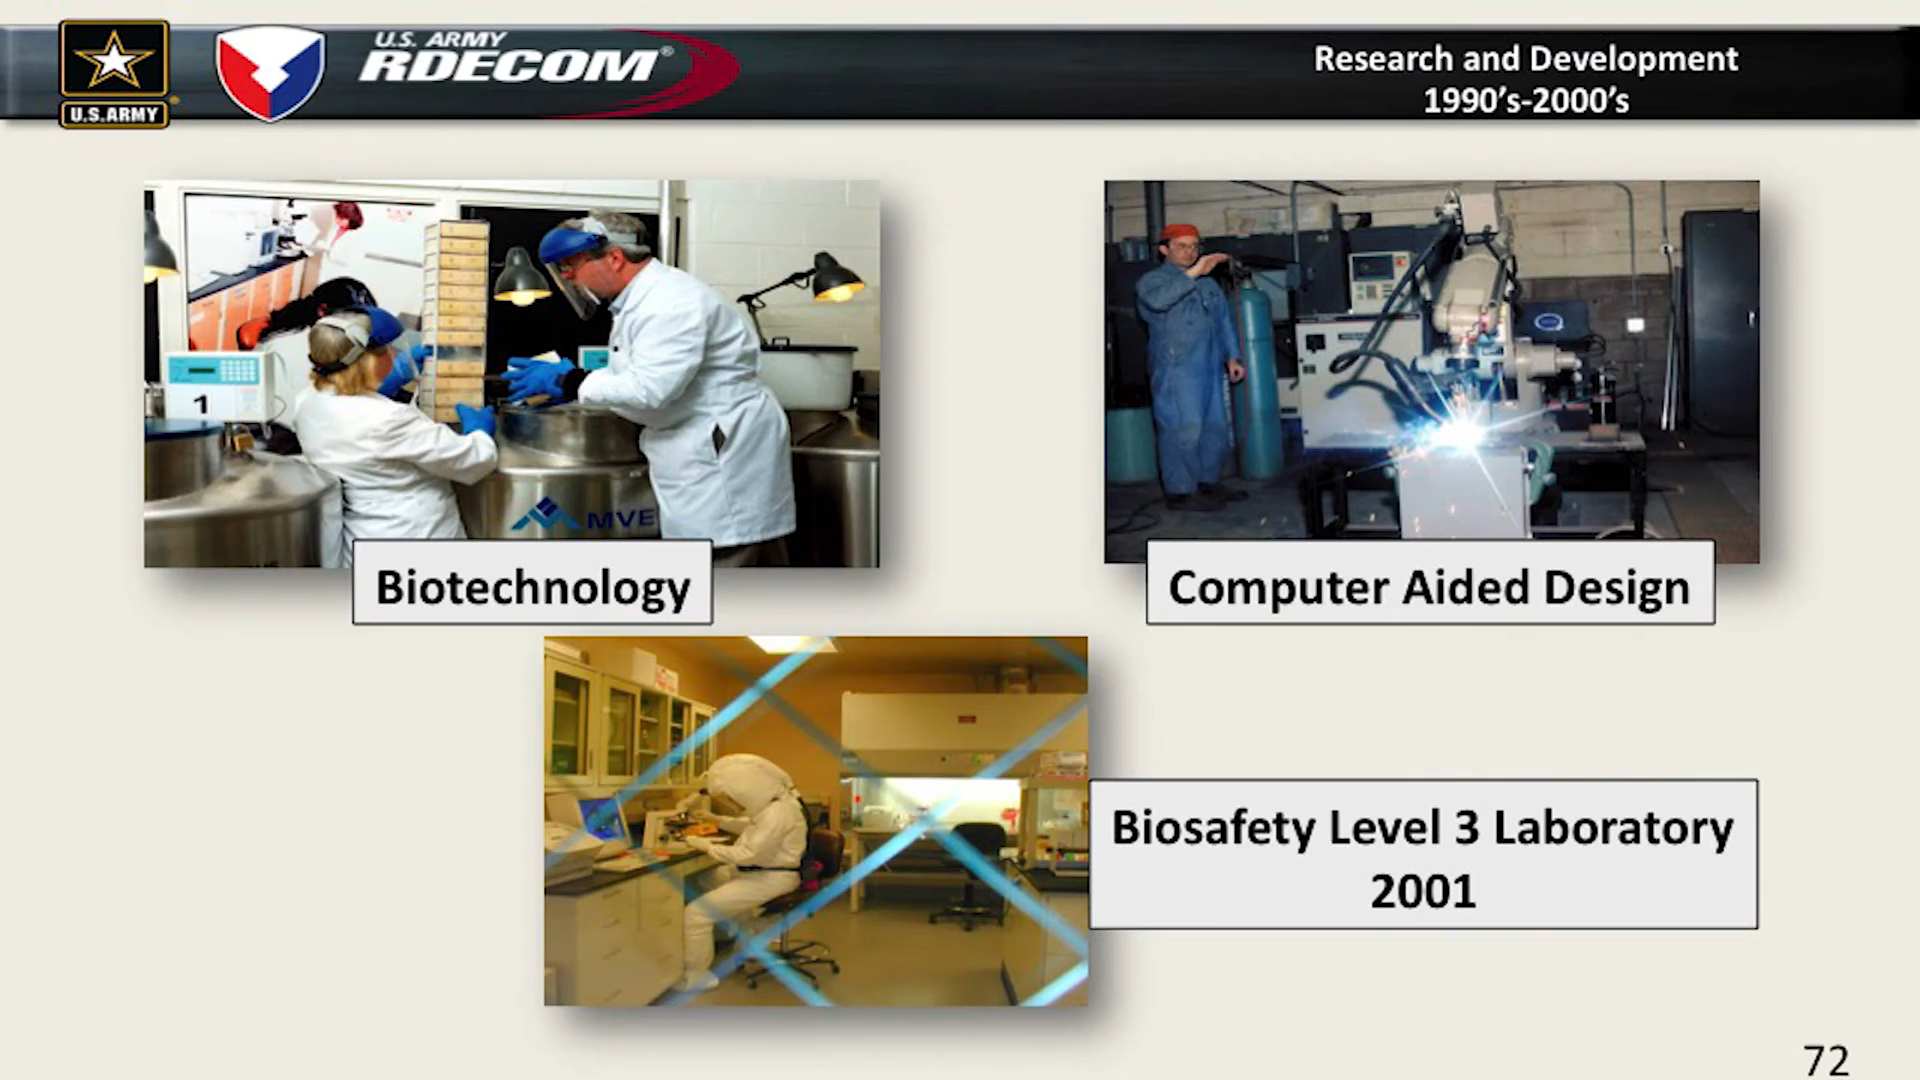 U.S.ARMY
U.S. ARMY
RDECOM®
Research and Development
1990's-2000's
1
MVE
Biotechnology
Computer Aided Design
Biosafety Level 3 Laboratory
2001
72